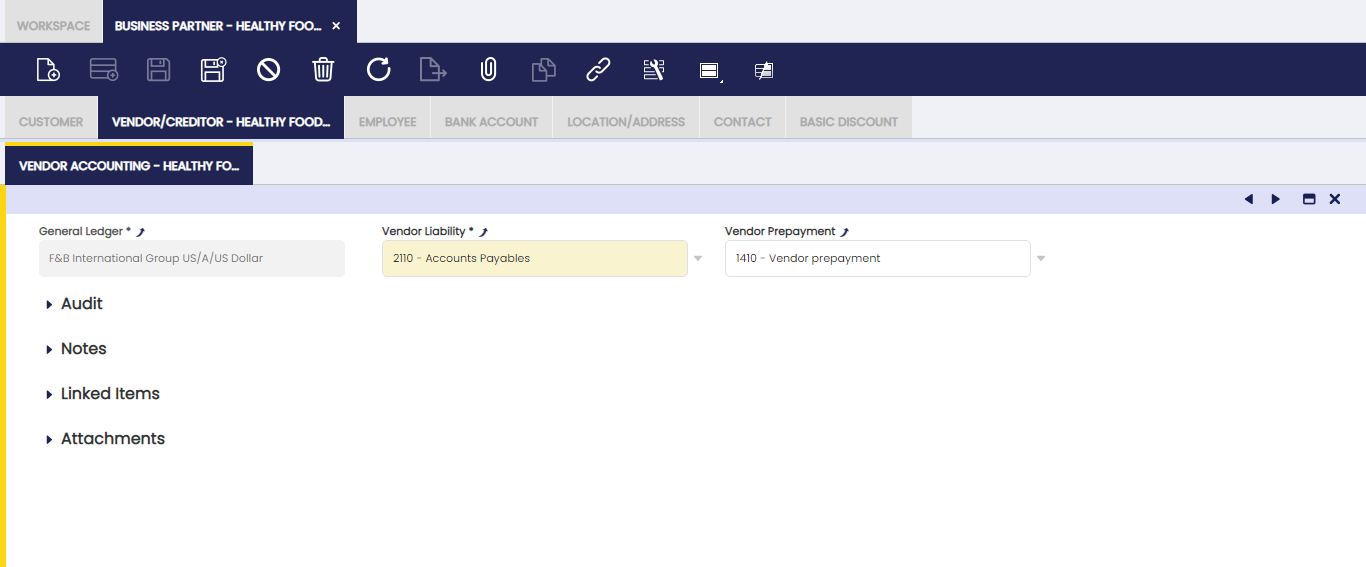 WORKSPACE
BUSINESS PARTNER - HEALTHY FOO... ×
CUSTOMER
VENDOR/CREDITOR - HEALTHY FOOD...
EMPLOYEE
BANK ACCOUNT
LOCATION/ADDRESS
CONTACT
BASIC DISCOUNT
VENDOR ACCOUNTING - HEALTHY FO...
General Ledger *
Vendor Liability *
Vendor Prepayment
F&B International Group US/A/US Dollar
2110 - Accounts Payables
1410 - Vendor prepayment
Audit
Notes
Linked Items
Attachments